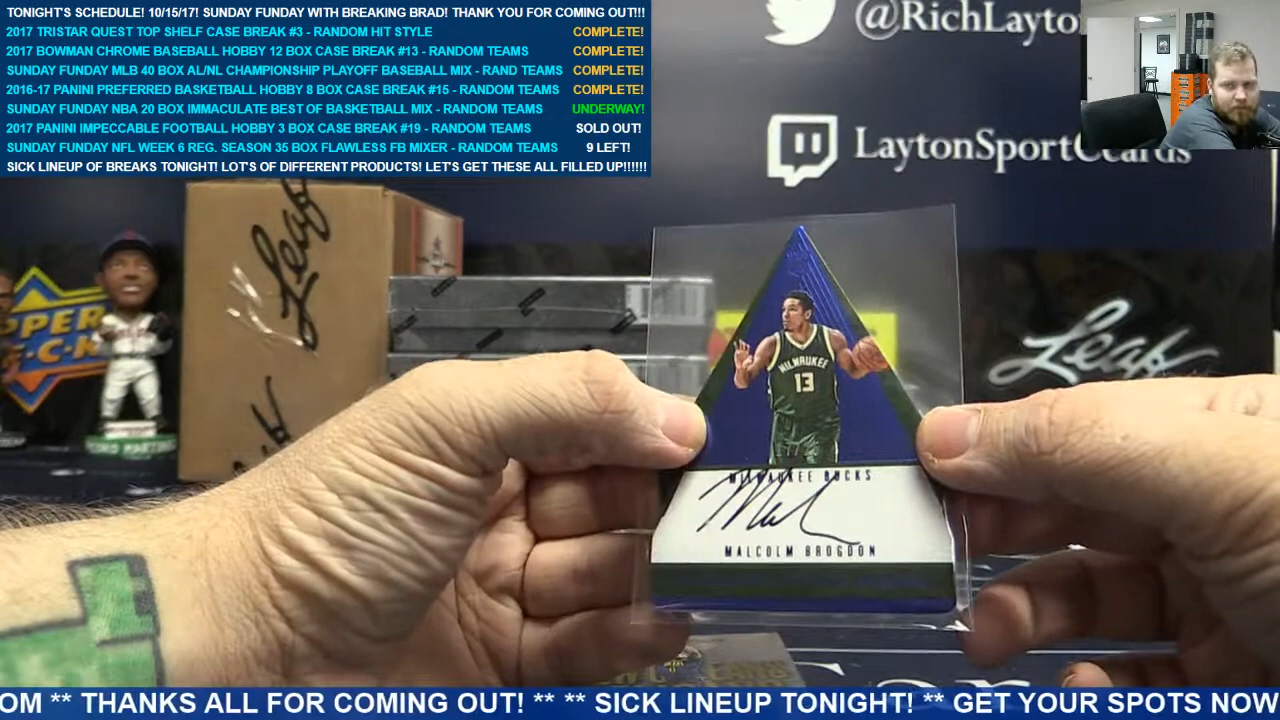 TONIGHT'S SCHEDULE! 10/15/17! SUNDAY FUNDAY WITH BREAKING BRAD! THANK YOU FOR COMING OUT!!!
2017 TRISTAR QUEST TOP SHELF CASE BREAK #3 - RANDOM HIT STYLE COMPLETE!
2017 BOWMAN CHROME BASEBALL HOBBY 12 BOX CASE BREAK #13 - RANDOM TEAMS COMPLETE!
SUNDAY FUNDAY MLB 40 BOX AL/NL CHAMPIONSHIP PLAYOFF BASEBALL MIX - RAND TEAMS COMPLETE!
2016-17 PANINI PREFERRED BASKETBALL HOBBY 8 BOX CASE BREAK #15 - RANDOM TEAMS COMPLETE!
SUNDAY FUNDAY NBA 20 BOX IMMACULATE BEST OF BASKETBALL MIX - RANDOM TEAMS UNDERWAY!
2017 PANINI IMPECCABLE FOOTBALL HOBBY 3 BOX CASE BREAK #19 - RANDOM TEAMS SOLD OUT!
SUNDAY FUNDAY NFL WEEK 6 REG. SEASON 35 BOX FLAWLESS FB MIXER - RANDOM TEAMS 9 LEFT!
SICK LINEUP OF BREAKS TONIGHT! LOT'S OF DIFFERENT PRODUCTS! LET'S GET THESE ALL FILLED UP!!!!!!
@RichLayto
LaytonSportCcards
Leaf
Leaf
MILWAUKEE
13
MILWAUKEE BUCKS
MALCOLM BROGDON
OM ** THANKS ALL FOR COMING OUT! ** ** SICK LINEUP TONIGHT! ** GET YOUR SPOTS NOW